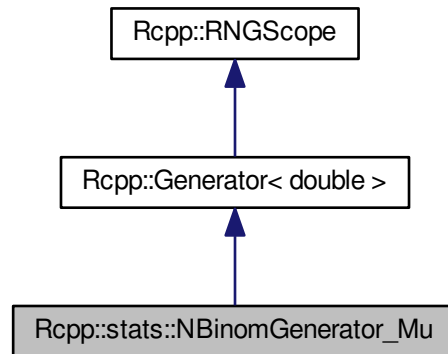 Rcpp::RNGScope
Rcpp::Generator< double >
Rcpp::stats::NBinomGenerator_Mu